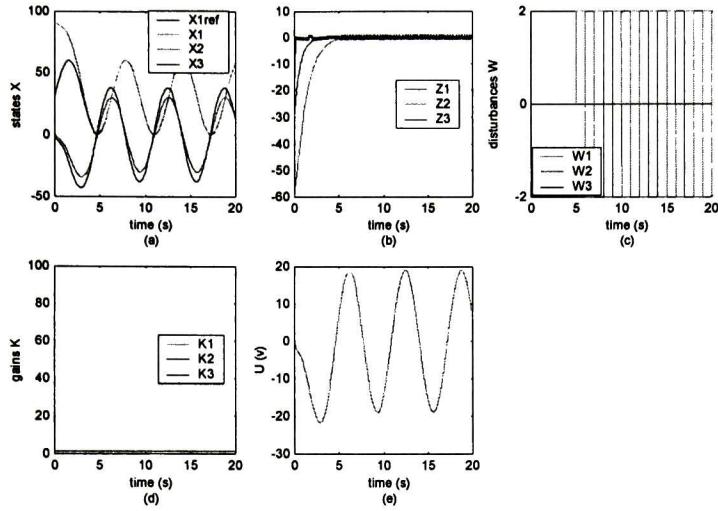 100
50
0
-50
states X
X1ref
X1
X2
X3
0 5 10 15 20
time (s)
(a)
10
0
-10
-20
-30
-40
-50
-60
Z1
Z2
Z3
0 5 10 15 20
time (s)
(b)
2
0
-2
disturbances W
W1
W2
W3
0 5 10 15 20
time (s)
(c)
100
80
60
40
20
0
gains K
K1
K2
K3
0 5 10 15 20
time (s)
(d)
20
10
0
-10
-20
-30
U (v)
0 5 10 15 20
time (s)
(e)